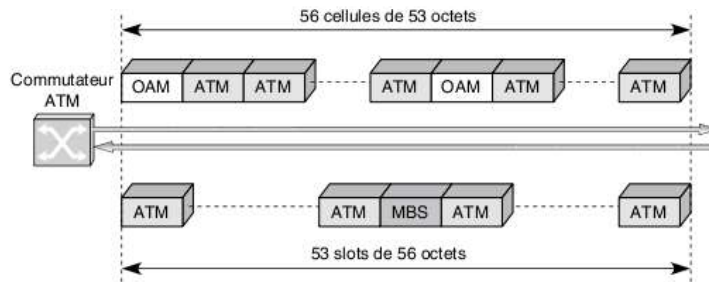 56 cellules de 53 octets
Commutateur
ATM
OAM ATM ATM ATM OAM ATM ATM
ATM ATM MBS ATM ATM
53 slots de 56 octets